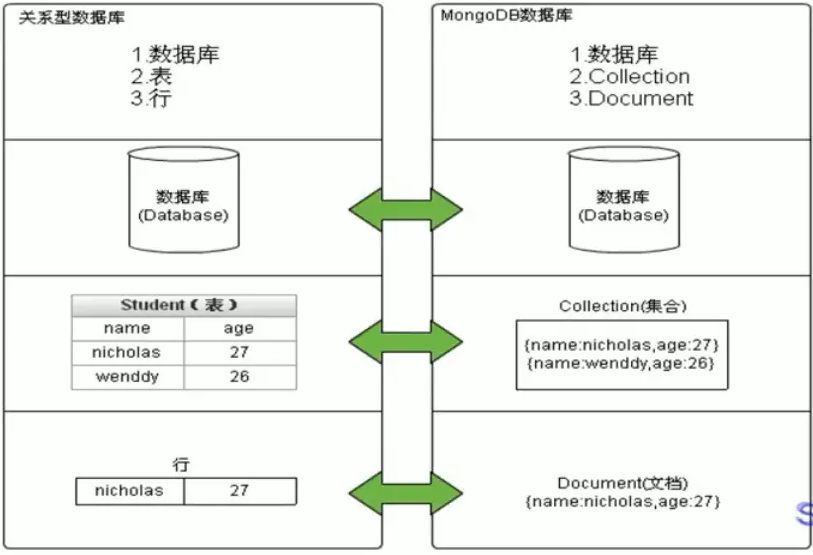 关系型数据库
1.数据库
2.表
3.行
MongoDB数据库
1.数据库
2.Collection
3.Document
数据库
(Database)
数据库
(Database)
Student(表)
name age
nicholas 27
wenddy 26
Collection(集合)
{name:nicholas,age:27}
{name:wenddy,age:26}
行
nicholas 27
Document(文档)
{name:nicholas,age:27}
S